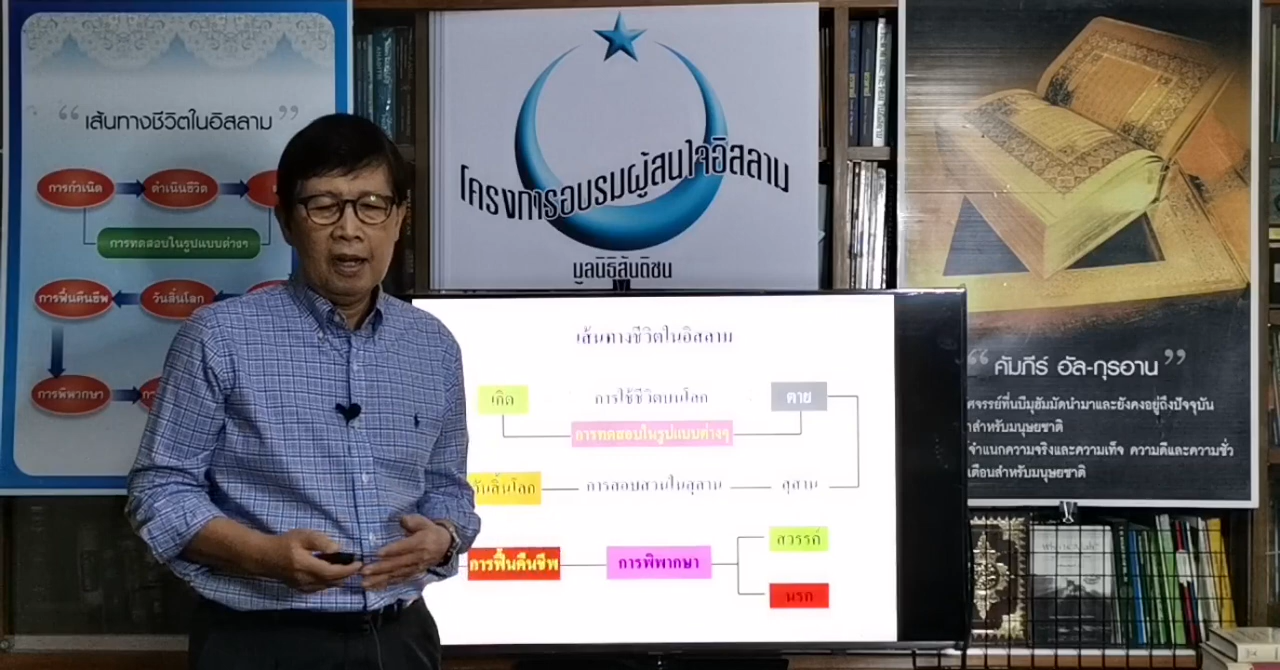 “ เส้นทางชีวิตในอิสลาม ”
การกำเนิด
ดำเนินชีวิต
การทดสอบในรูปแบบต่างๆ
การฟื้นคืนชีพ
วันสิ้นโลก
การพิพากษา
โครงการอบรมผู้สนใจอิสลาม
มูลนิธิสันติชน
เส้นทางชีวิตในอิสลาม
เกิด
การใช้ชีวิตบนโลก
ตาย
การทดสอบในรูปแบบต่างๆ
วันสิ้นโลก
การสอบสวนในสุสาน
สุสาน
การฟื้นคืนชีพ
การพิพากษา
สวรรค์
นรก
“ คัมภีร์ อัล-กุรอาน ”
ศจรรย์ที่นบีมุฮัมมัดนำมาและยังคงอยู่ถึงปัจจุบัน
สำหรับมนุษยชาติ
จำแนกความจริงและความเท็จ ความดีและความชั่ว
เตือนสำหรับมนุษยชาติ